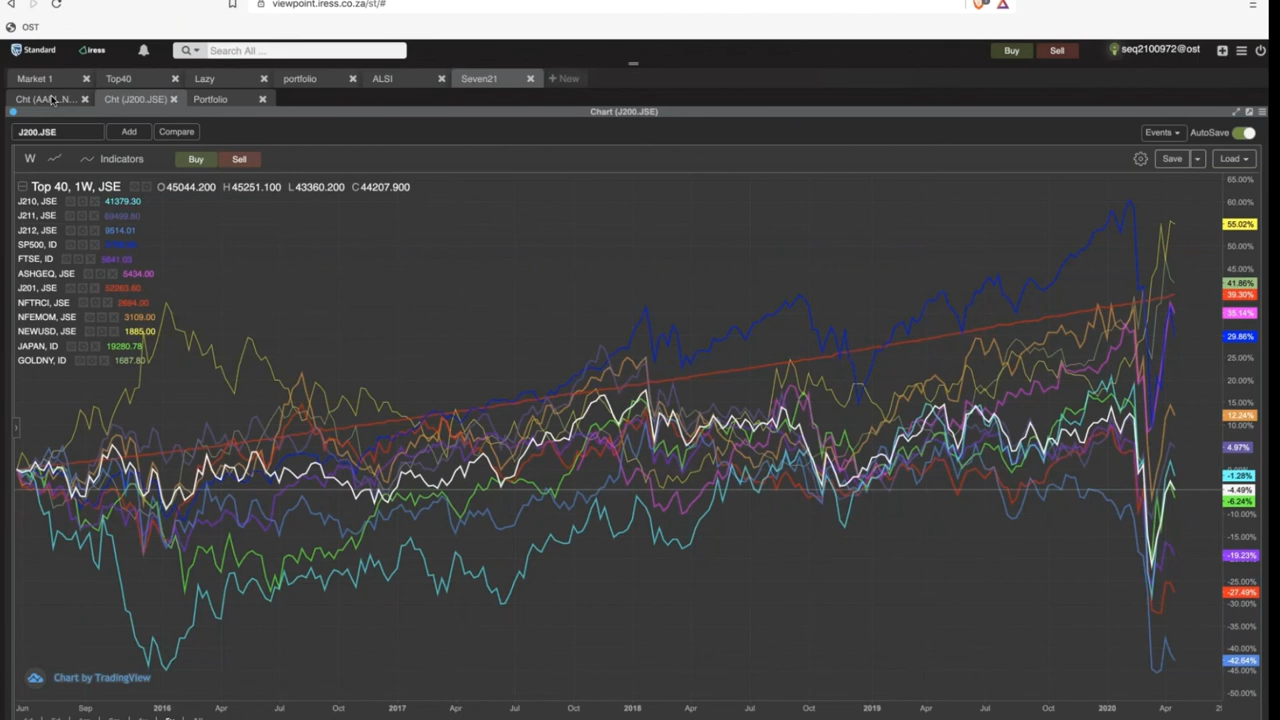 viewpoint.iress.co.za/st/#
OST
Standard iress Search All ... Buy Sell seq2100972@ost
Market 1 Top40 Lazy portfolio ALSI Seven21 + New
Cht (J200.JSE) Portfolio
Chart (J200.JSE)
J200.JSE Add Compare Events AutoSave
W Indicators Buy Sell Save Load
Top 40, 1W, JSE O45044.200 H45251.100 L43360.200 C44207.900
J210, JSE 41379.30
J211, JSE
J212, JSE 9514.01
SP500, ID
FTSE, ID
ASHGEQ, JSE 5434.00
J201, JSE 52263.60
NFTRCI, JSE 2694.00
NFEMOM, JSE 3109.00
NEWUSD, JSE 1885.00
JAPAN, ID 19280.78
GOLDNY, ID 1687.80
65.00%
60.00%
55.02%
50.00%
45.00%
41.86%
39.30%
35.14%
29.86%
25.00%
20.00%
15.00%
12.24%
10.00%
4.97%
-1.28%
-4.49%
-6.24%
-10.00%
-15.00%
-19.23%
-25.00%
-27.49%
-30.00%
-35.00%
-40.00%
-42.64%
-45.00%
-50.00%
Chart by TradingView
Jun Sep 2016 Apr Jul Oct 2017 Apr Jul Oct 2018 Apr Jul Oct 2019 Apr Jul Oct 2020 Apr